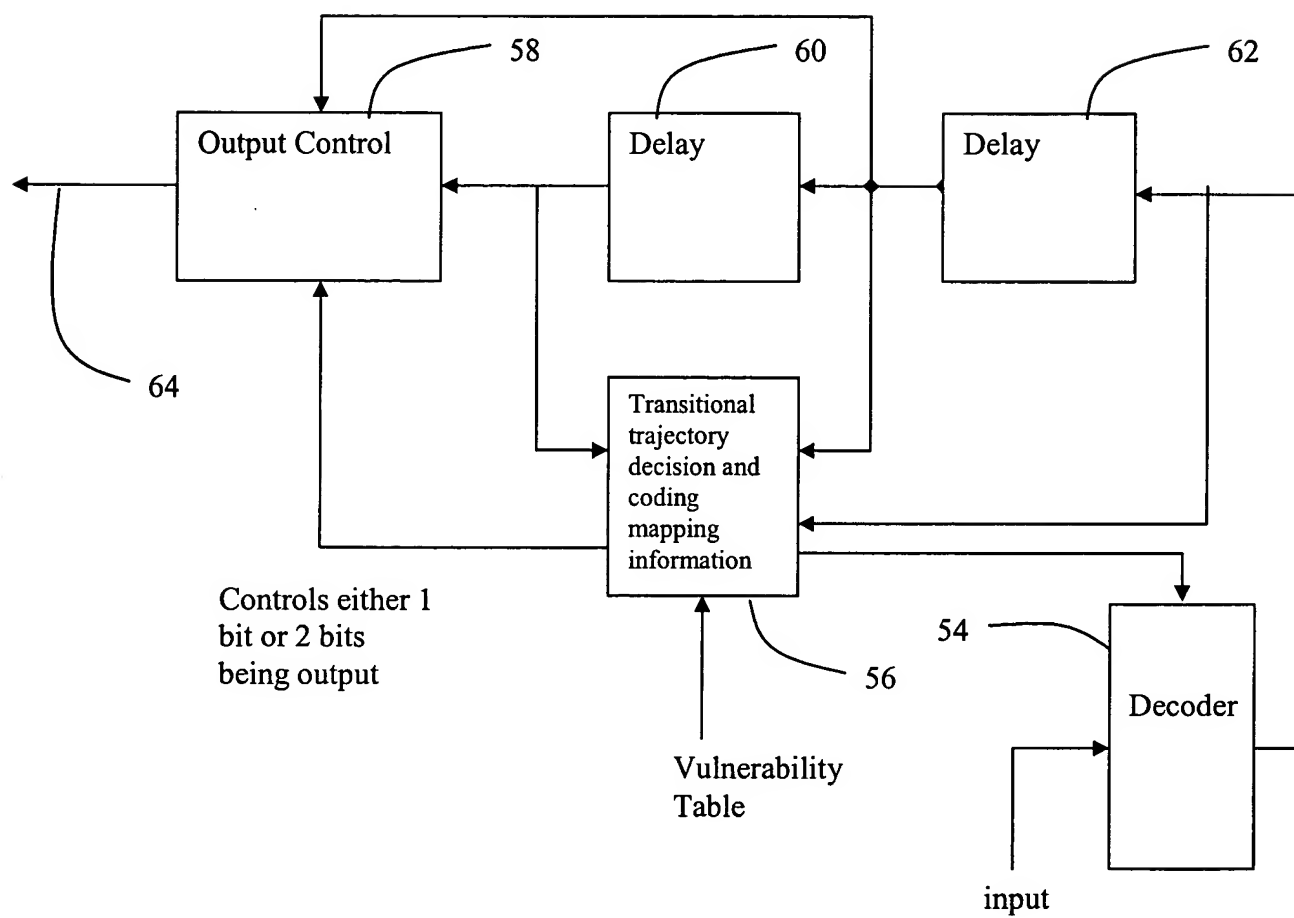 58
60
62
Output Control
Delay
Delay
64
Transitional
trajectory
decision and
coding
mapping
information
Controls either 1
bit or 2 bits
being output
54
56
Decoder
Vulnerability
Table
input